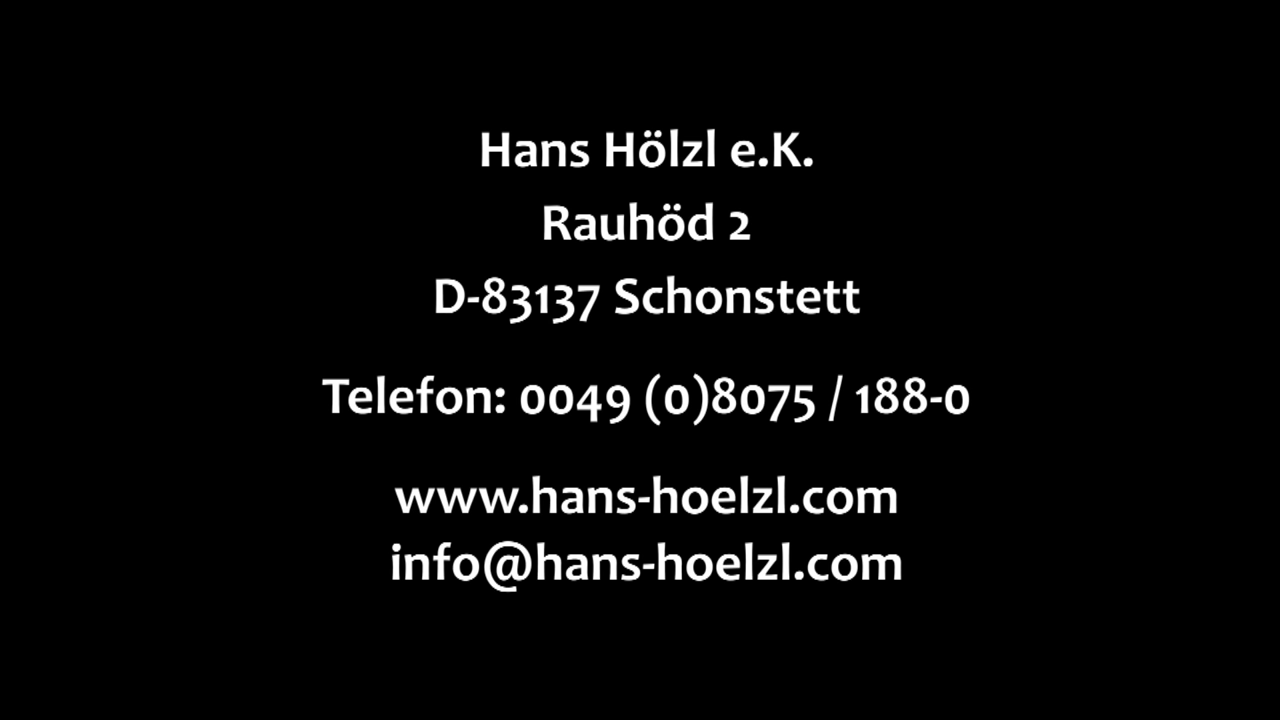 Hans Hölzl e.K.
Rauhöd 2
D-83137 Schonstett
Telefon: 0049 (0)8075 / 188-0
www.hans-hoelzl.com
info@hans-hoelzl.com